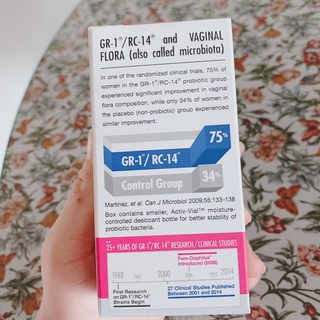 GR-1®/RC-14® and VAGINAL
FLORA (also called microbiota)
In one of the randomized clinical trials, 75% of
women in the GR-1®/RC-14® probiotic group
experienced significant improvement in vaginal
flora composition, while only 34% of women in
the placebo (non-probiotic) group experienced
similar improvement.
75%
GR-1®/ RC-14®
34%
Control Group
Martinez, et al. Can J Microbiol 2009;55:133-138
Box contains smaller, Activ-Vial™ moisture-
controlled desiccant bottle for better stability of
probiotic bacteria.
25+ YEARS OF GR-1®/RC-14® RESEARCH/CLINICAL STUDIES
Fem-Dophilus®
Introduced (2008)
1980
2000
2014
First Research
on GR-1®/RC-14®
Strains Begin
27 Clinical Studies Published
Between 2001 and 2014